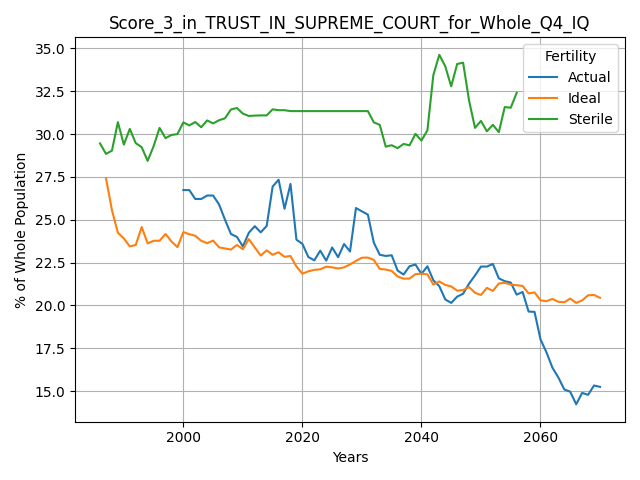 Score_3_in_TRUST_IN_SUPREME_COURT_for_Whole_Q4_IQ
Fertility
Actual
Ideal
Sterile
% of Whole Population
35.0
32.5
30.0
27.5
25.0
22.5
20.0
17.5
15.0
2000
2020
2040
2060
Years